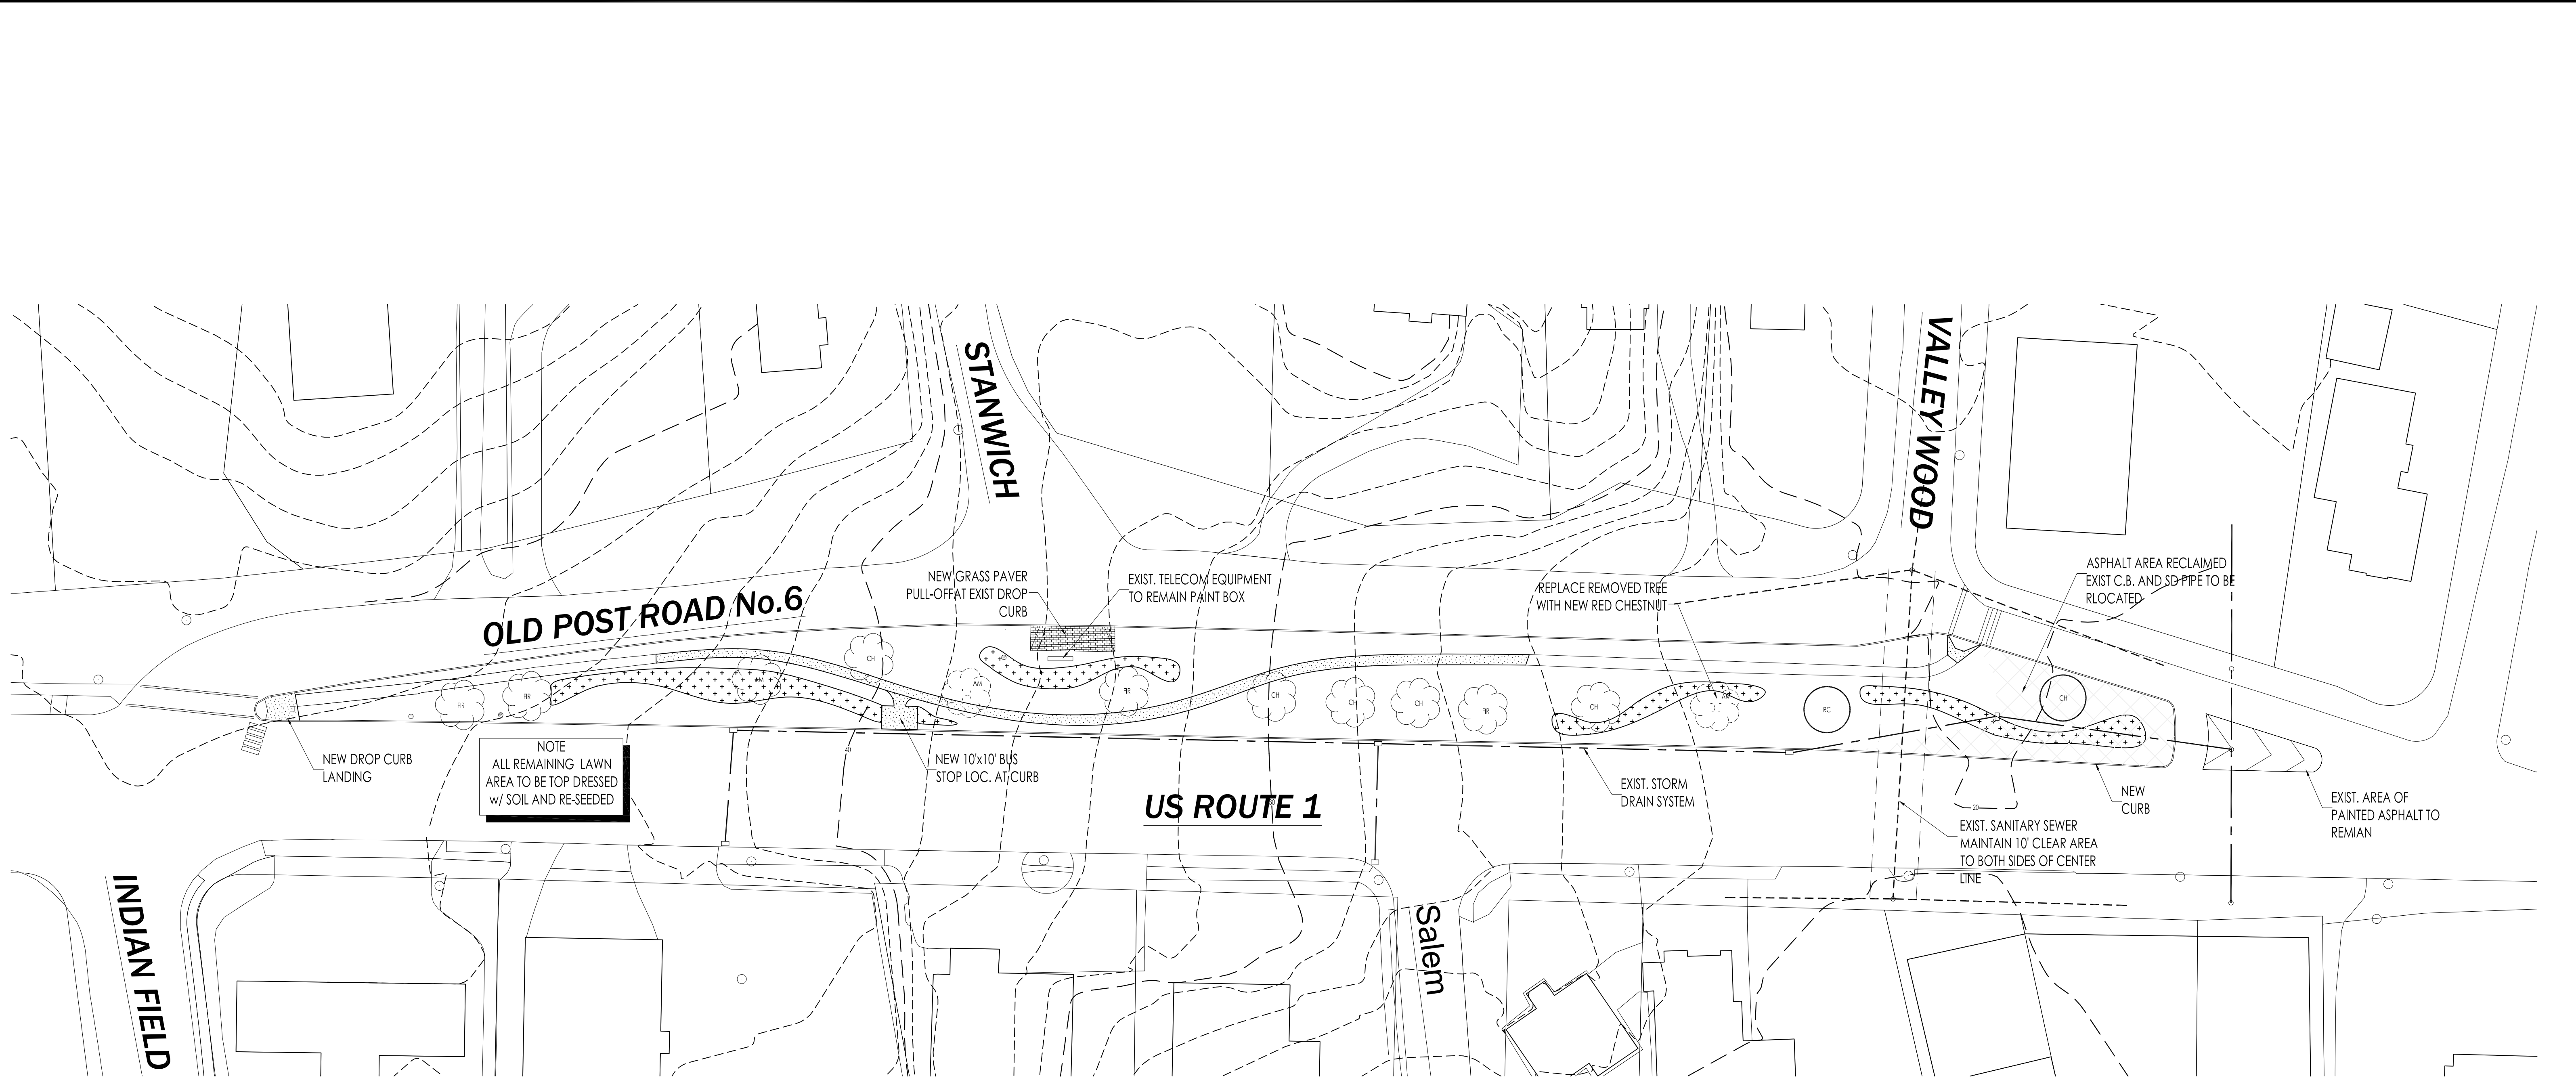 STANWICH
VALLEY WOOD
OLD POST ROAD No.6
NEW GRASS PAVER
PULL-OFFAT EXIST DROP
CURB
EXIST. TELECOM EQUIPMENT
TO REMAIN PAINT BOX
REPLACE REMOVED TREE
WITH NEW RED CHESTNUT
ASPHALT AREA RECLAIMED
EXIST C.B. AND SD PIPE TO BE
RLOCATED
CH
AM
AM
FIR
FIR
FIR
CH
CH
CH
FIR
CH
AM
RC
CH
NEW DROP CURB
LANDING
NOTE
ALL REMAINING LAWN
AREA TO BE TOP DRESSED
w/ SOIL AND RE-SEEDED
40
NEW 10'x10' BUS
STOP LOC. AT CURB
US ROUTE 1
EXIST. STORM
DRAIN SYSTEM
20
EXIST. SANITARY SEWER
MAINTAIN 10' CLEAR AREA
TO BOTH SIDES OF CENTER
LINE
NEW
CURB
EXIST. AREA OF
PAINTED ASPHALT TO
REMIAN
INDIAN FIELD
Salem